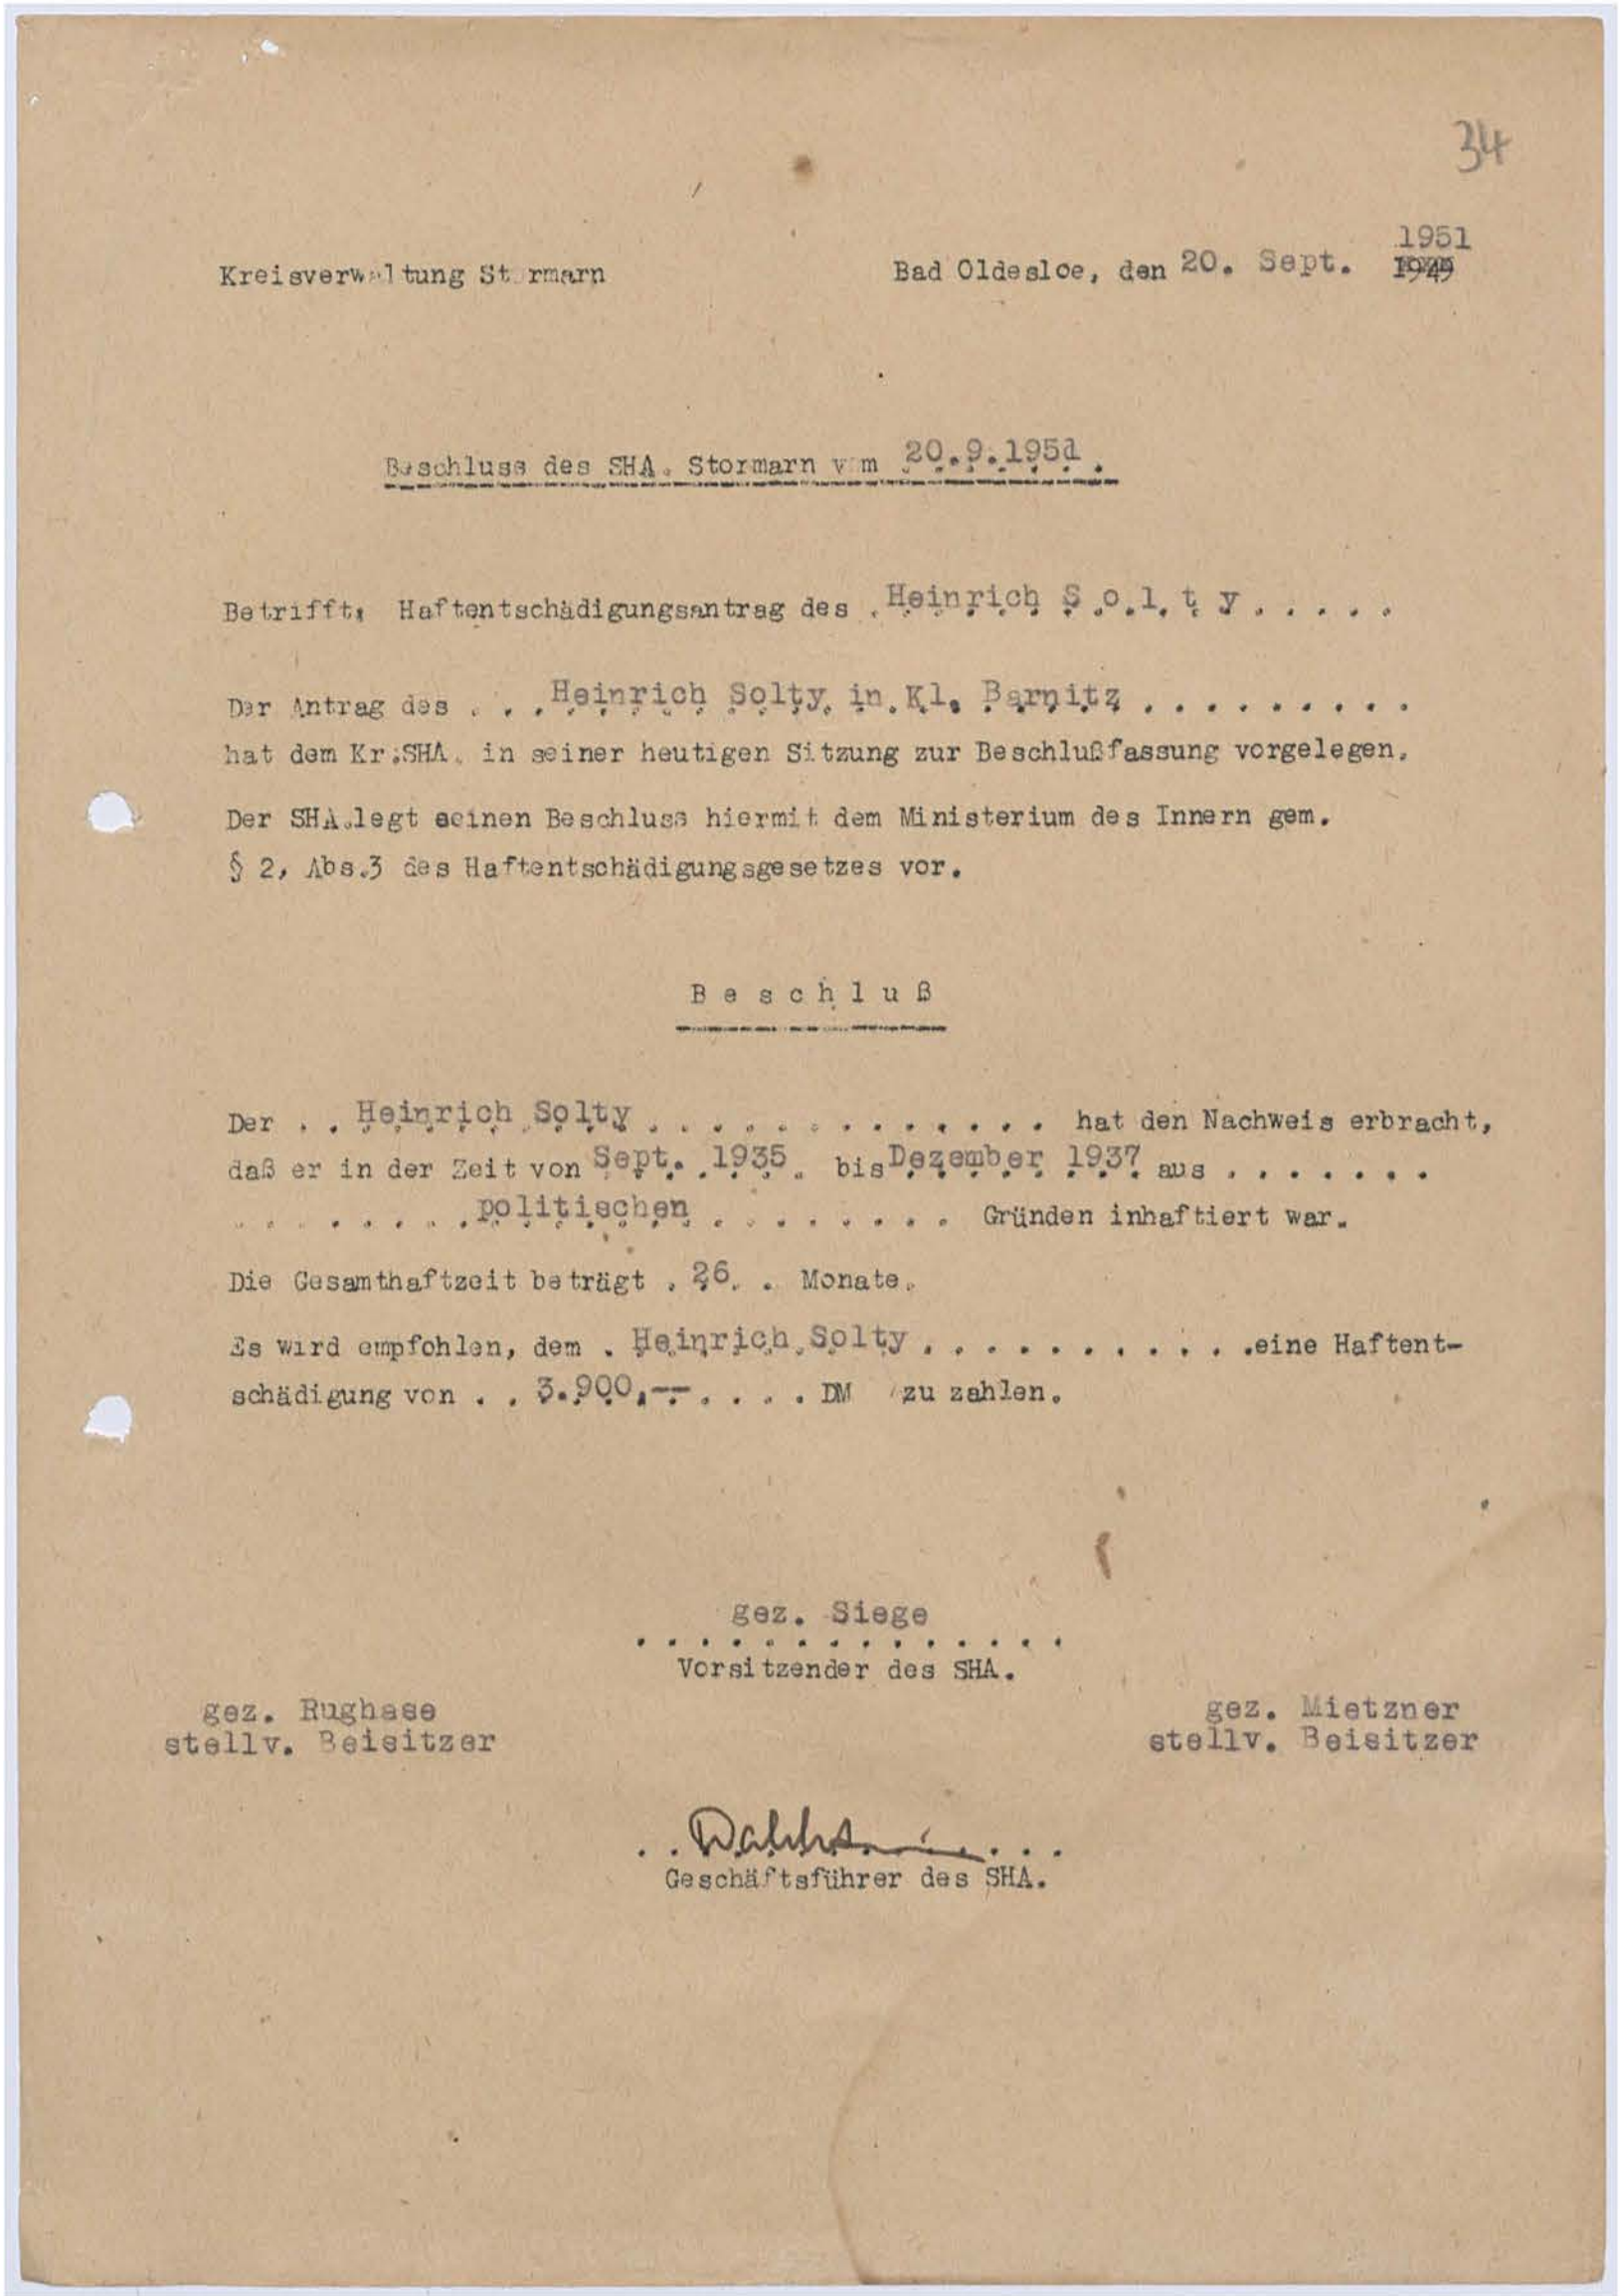 34
Kreisverwaltung Stormarn Bad Oldesloe, den 20. Sept. 1951
1949
Beschluss des SHA. Stormarn vom 20.9.1951.
Betrifft: Haftentschädigungsantrag des . Heinrich S o l t y . . . . .
Der Antrag des . . . Heinrich Solty in Kl. Barnitz . . . . . . . . .
hat dem Kr.SHA. in seiner heutigen Sitzung zur Beschlußfassung vorgelegen.
Der SHA.legt seinen Beschluss hiermit dem Ministerium des Innern gem.
§ 2, Abs.3 des Haftentschädigungsgesetzes vor.
B e s c h l u ß
Der . . Heinrich Solty . . . . . . . . . . . . . hat den Nachweis erbracht,
daß er in der Zeit von Sept. 1935 bis Dezember 1937 aus . . . . . . .
. . . . . . . . politischen . . . . . . . . Gründen inhaftiert war.
Die Gesamthaftzeit beträgt . 26. . Monate.
Es wird empfohlen, dem . Heinrich Solty . . . . . . . . . . . eine Haftent-
schädigung von . . 3.900,-- . . . . DM zu zahlen.
gez. Siege
. . . . . . . . . . . . . .
Vorsitzender des SHA.
gez. Rughase gez. Mietzner
stellv. Beisitzer stellv. Beisitzer
Geschäftsführer des SHA.